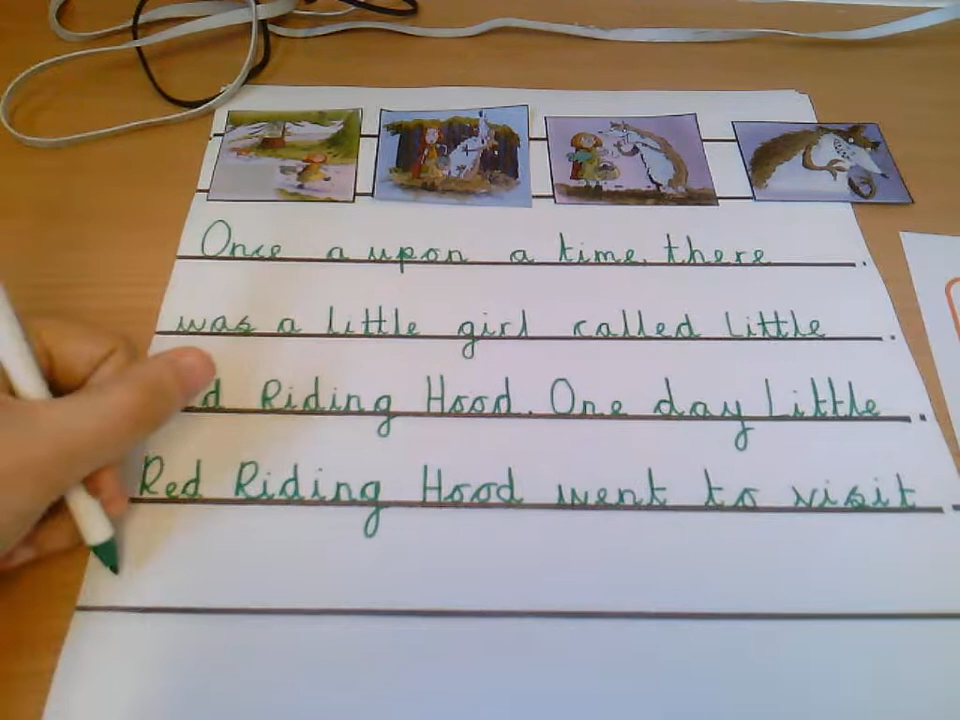 Once a upon a time there
was a little girl called Little
Red Riding Hood. One day Little
Red Riding Hood went to visit